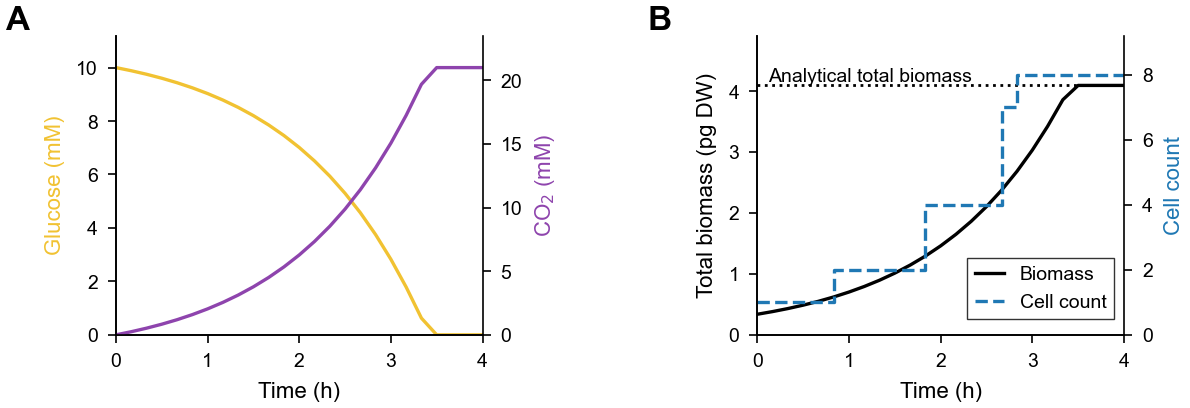 A
Glucose (mM)
10
8
6
4
2
0
20
15
10
5
0
CO₂ (mM)
0 1 2 3 4
Time (h)
B
Total biomass (pg DW)
4
3
2
1
0
Analytical total biomass
8
6
4
2
0
Cell count
Biomass
Cell count
0 1 2 3 4
Time (h)